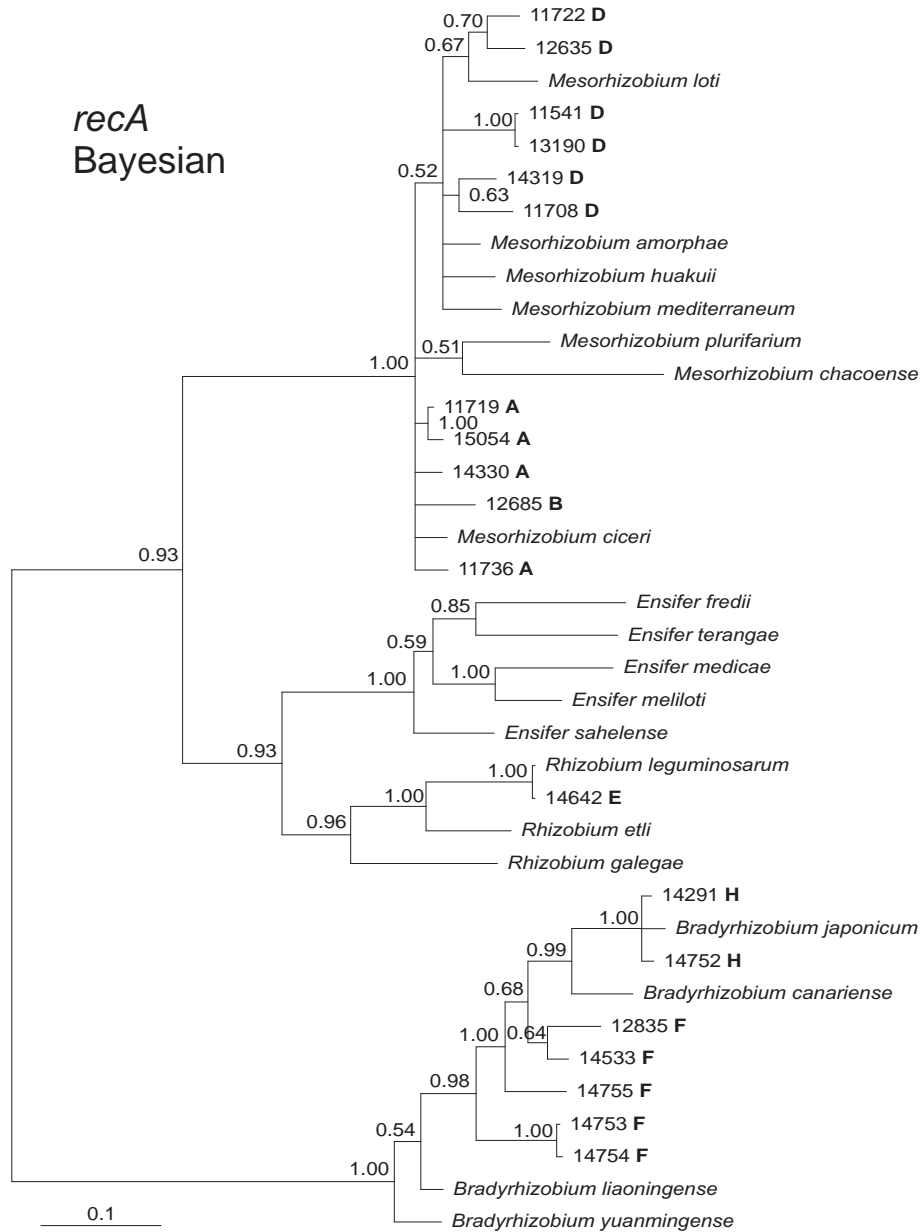 0.70
11722 D
0.67
12635 D
Mesorhizobium loti
recA
Bayesian
1.00
11541 D
13190 D
0.52
14319 D
0.63
11708 D
Mesorhizobium amorphae
Mesorhizobium huakuii
Mesorhizobium mediterraneum
Mesorhizobium plurifarium
0.51
1.00
Mesorhizobium chacoense
11719 A
1.00
15054 A
14330 A
12685 B
Mesorhizobium ciceri
0.93
11736 A
Ensifer fredii
0.85
Ensifer terangae
0.59
Ensifer medicae
1.00
1.00
Ensifer meliloti
Ensifer sahelense
0.93
Rhizobium leguminosarum
1.00
14642 E
1.00
0.96
Rhizobium etli
Rhizobium galegae
14291 H
1.00
Bradyrhizobium japonicum
0.99
14752 H
Bradyrhizobium canariense
0.68
12835 F
1.00
0.64
14533 F
0.98
14755 F
14753 F
0.54
1.00
14754 F
1.00
Bradyrhizobium liaoningense
Bradyrhizobium yuanmingense
0.1